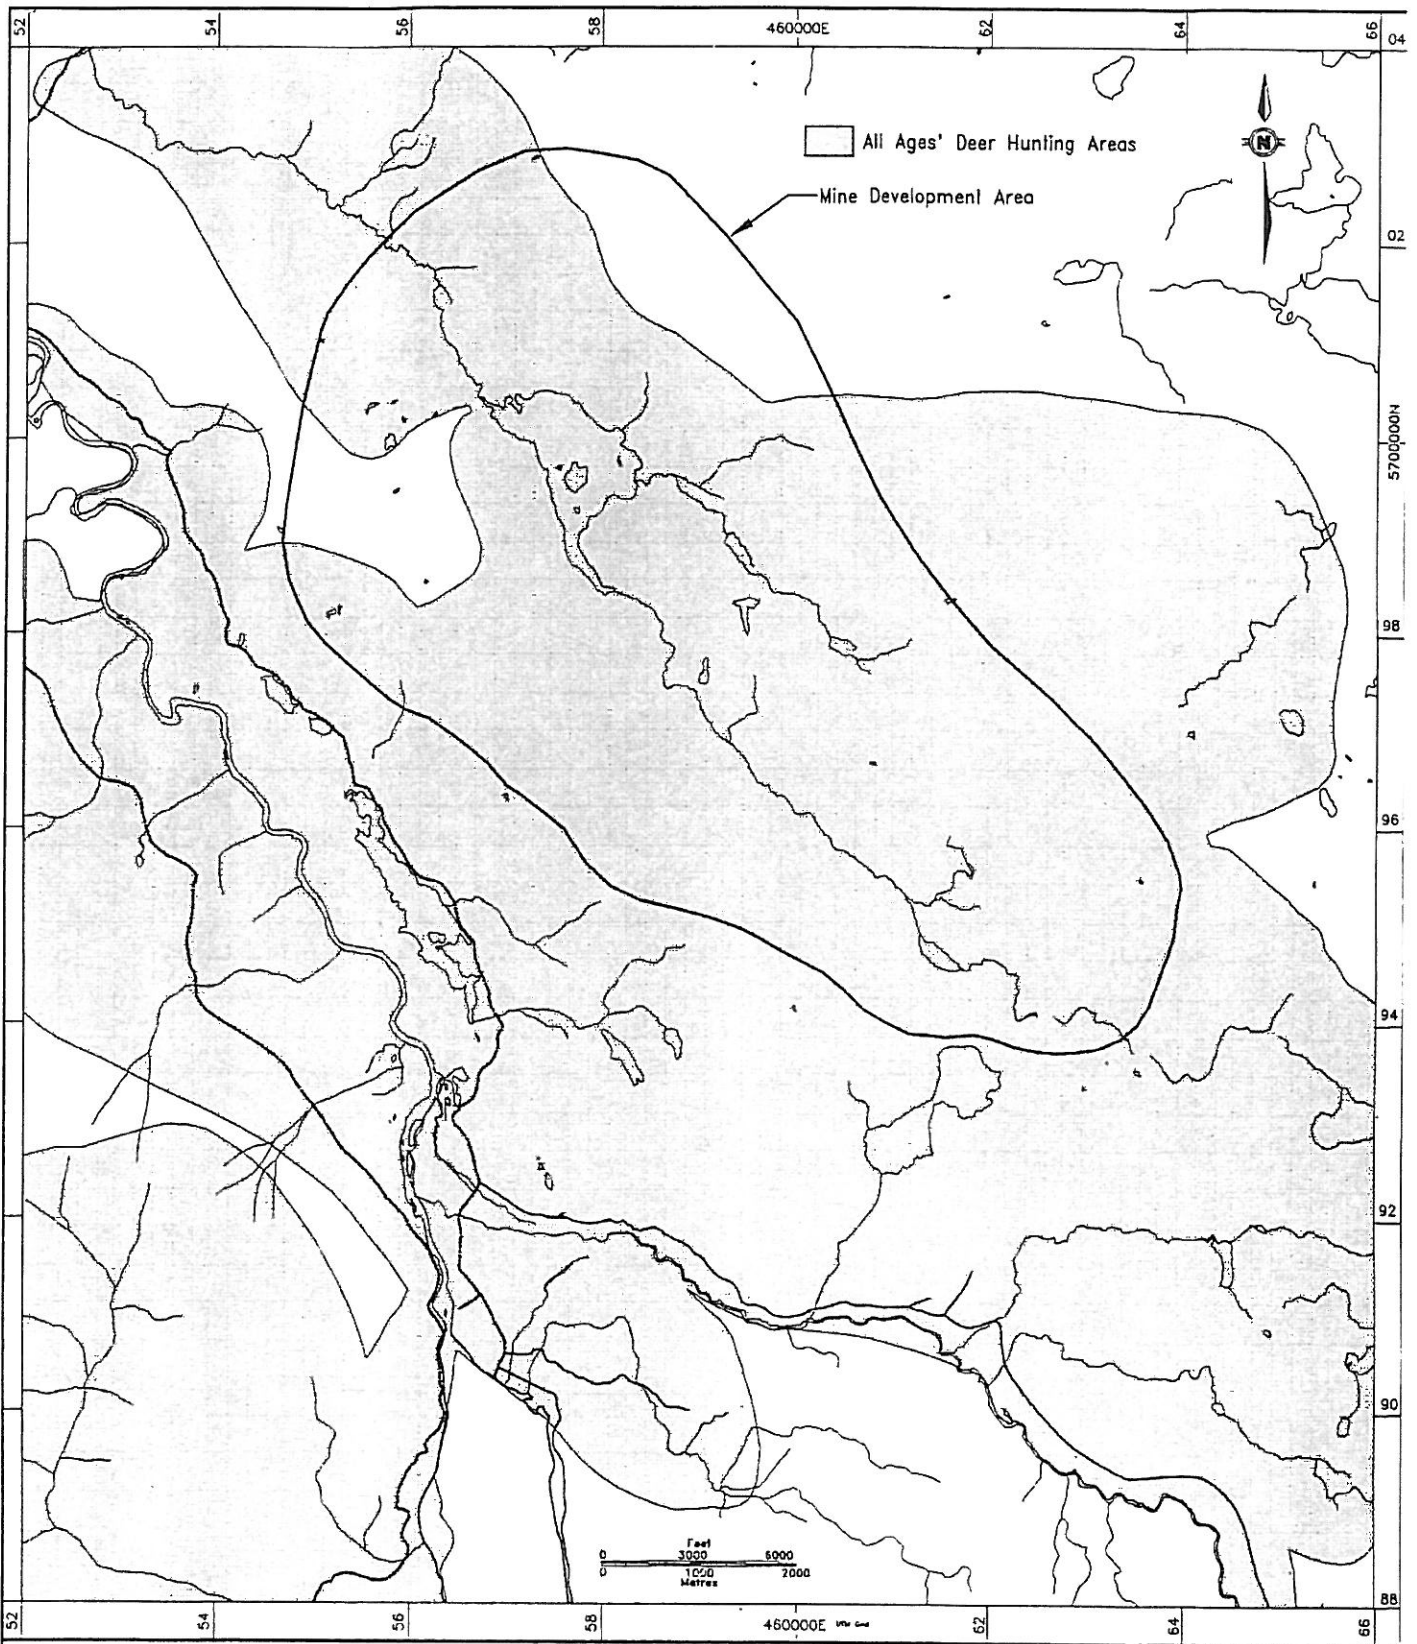 52 54 56 58 460000E 62 64 66
04
All Ages' Deer Hunting Areas
N
Mine Development Area
02
5700000N
98
96
94
92
90
Feet
0 3000 6000
0 1000 2000
Metres
88
52 54 56 58 460000E UTM Grid 62 64 66